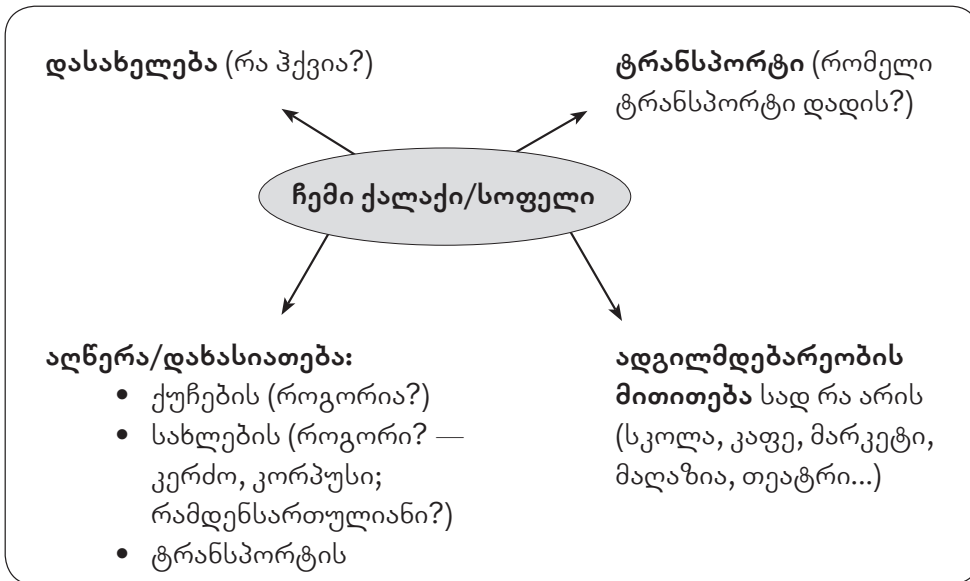 დასახელება (რა ჰქვია?)
ტრანსპორტი (რომელი
ტრანსპორტი დადის?)
ჩემი ქალაქი/სოფელი
აღწერა/დახასიათება:
• ქუჩების (როგორია?)
• სახლების (როგორი? —
კერძო, კორპუსი;
რამდენსართულიანი?)
• ტრანსპორტის
ადგილმდებარეობის
მითითება სად რა არის
(სკოლა, კაფე, მარკეტი,
მაღაზია, თეატრი...)